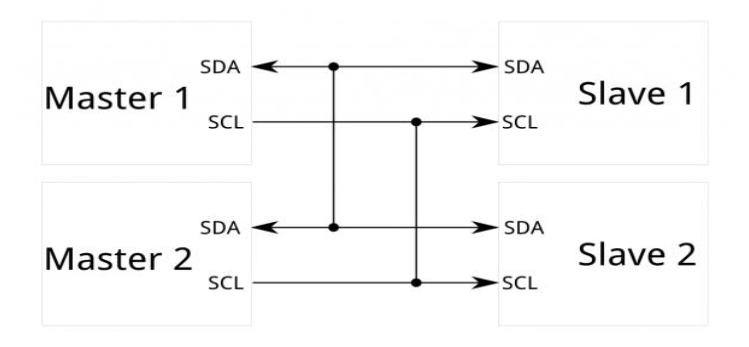 SDA
SDA
Master 1
Slave 1
SCL
SCL
SDA
SDA
Master 2
Slave 2
SCL
SCL